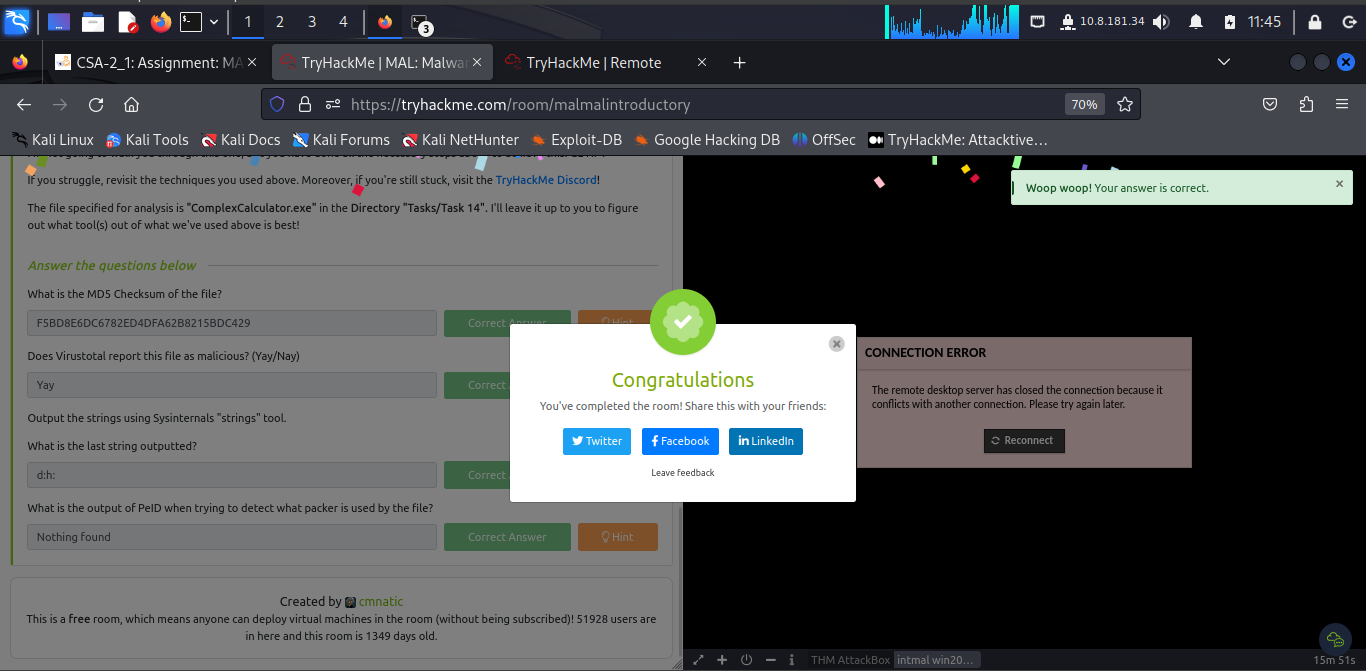 1 2 3 4 3 10.8.181.34 11:45
CSA-2_1: Assignment: MA TryHackMe | MAL: Malwar TryHackMe | Remote
https://tryhackme.com/room/malmalintroductory 70%
Kali Linux Kali Tools Kali Docs Kali Forums Kali NetHunter Exploit-DB Google Hacking DB OffSec TryHackMe: Attacktive…
If you struggle, revisit the techniques you used above. Moreover, if you're still stuck, visit the TryHackMe Discord!
Woop woop! Your answer is correct.
The file specified for analysis is "ComplexCalculator.exe" in the Directory "Tasks/Task 14". I'll leave it up to you to figure
out what tool(s) out of what we've used above is best!
Answer the questions below
What is the MD5 Checksum of the file?
F5BD8E6DC6782ED4DFA62B8215BDC429
Correct Answer Hint
Does Virustotal report this file as malicious? (Yay/Nay)
Yay
Correct
Output the strings using Sysinternals "strings" tool.
What is the last string outputted?
d:h:
Correct
What is the output of PeID when trying to detect what packer is used by the file?
Nothing found
Correct Answer Hint
Created by cmnatic
This is a free room, which means anyone can deploy virtual machines in the room (without being subscribed)! 51928 users are
in here and this room is 1349 days old.
Congratulations
You've completed the room! Share this with your friends:
Twitter Facebook LinkedIn
Leave feedback
CONNECTION ERROR
The remote desktop server has closed the connection because it
conflicts with another connection. Please try again later.
Reconnect
THM AttackBox intmal win20... 15m 51s